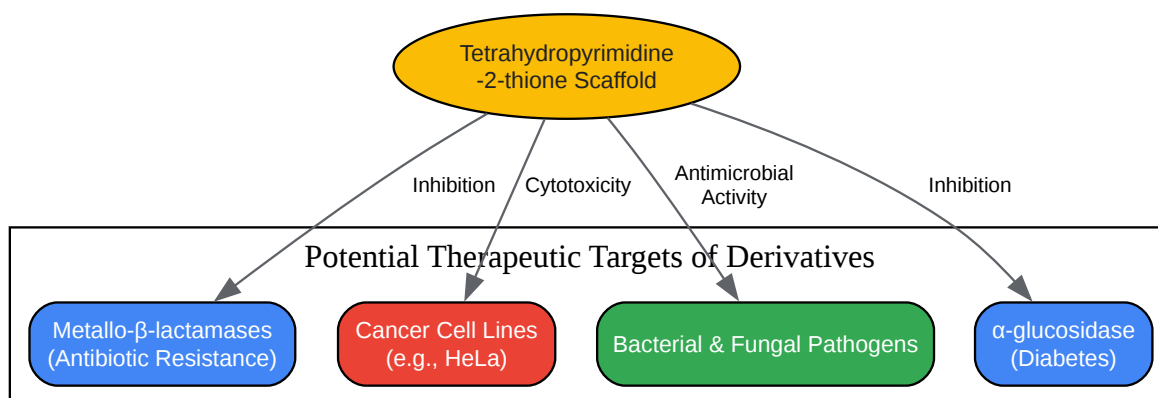 Tetrahydropyrimidine
-2-thione Scaffold
Inhibition
Cytotoxicity
Antimicrobial
Activity
Inhibition
Potential Therapeutic Targets of Derivatives
Metallo-β-lactamases
(Antibiotic Resistance)
Cancer Cell Lines
(e.g., HeLa)
Bacterial & Fungal Pathogens
α-glucosidase
(Diabetes)